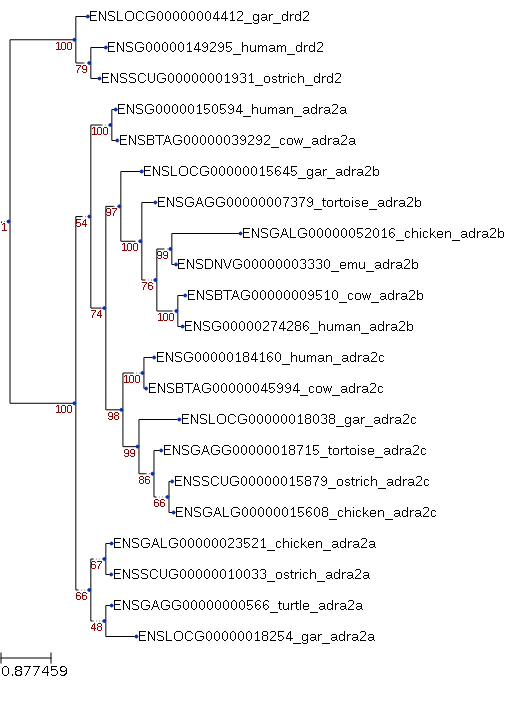 ENSLOCG00000004412_gar_drd2
100
ENSG00000149295_humam_drd2
79
ENSSCUG00000001931_ostrich_drd2
ENSG00000150594_human_adra2a
100
ENSBTAG00000039292_cow_adra2a
ENSLOCG00000015645_gar_adra2b
ENSGAGG00000007379_tortoise_adra2b
97
54
1
ENSGALG00000052016_chicken_adra2b
100
99
ENSDNVG00000003330_emu_adra2b
76
ENSBTAG00000009510_cow_adra2b
74
100
ENSG00000274286_human_adra2b
ENSG00000184160_human_adra2c
100
ENSBTAG00000045994_cow_adra2c
100
98
ENSLOCG00000018038_gar_adra2c
99
ENSGAGG00000018715_tortoise_adra2c
86
ENSSCUG00000015879_ostrich_adra2c
66
ENSGALG00000015608_chicken_adra2c
ENSGALG00000023521_chicken_adra2a
67
ENSSCUG00000010033_ostrich_adra2a
66
ENSGAGG00000000566_turtle_adra2a
48
ENSLOCG00000018254_gar_adra2a
0.877459